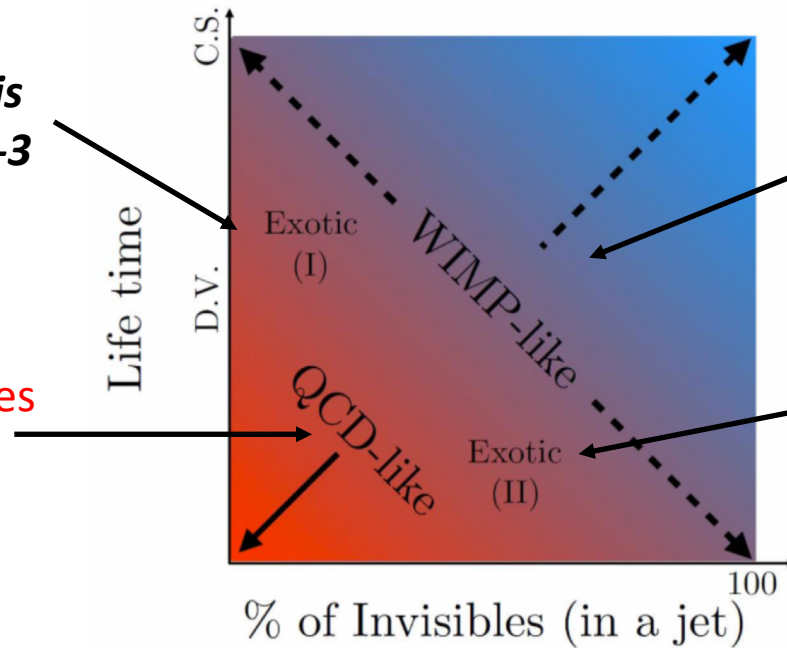 C.S.
is
-3
Exotic
(I)
WIMP-like
Life time
D.V.
es
QCD-like
Exotic
(II)
100
% of Invisibles (in a jet)